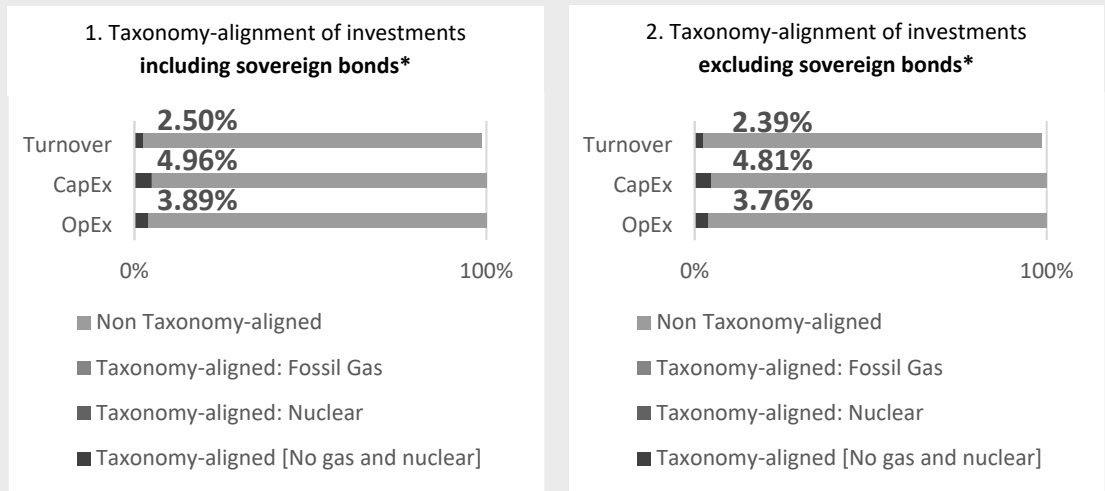 1. Taxonomy-alignment of investments
including sovereign bonds*
2.50%
Turnover
4.96%
CapEx
3.89%
OpEx
0%
100%
Non Taxonomy-aligned
Taxonomy-aligned: Fossil Gas
Taxonomy-aligned: Nuclear
Taxonomy-aligned [No gas and nuclear]
2. Taxonomy-alignment of investments
excluding sovereign bonds*
2.39%
Turnover
4.81%
CapEx
3.76%
OpEx
0%
100%
Non Taxonomy-aligned
Taxonomy-aligned: Fossil Gas
Taxonomy-aligned: Nuclear
Taxonomy-aligned [No gas and nuclear]